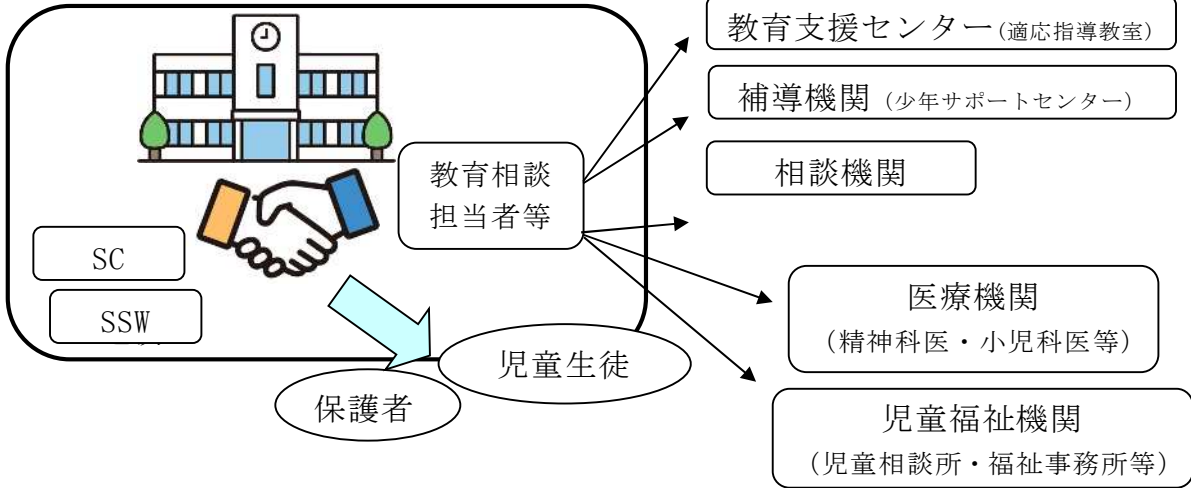 教育支援センター(適応指導教室)
補導機関（少年サポートセンター）
相談機関
教育相談
担当者等
SC
SSW
医療機関
（精神科医・小児科医等）
児童生徒
保護者
児童福祉機関
（児童相談所・福祉事務所等）